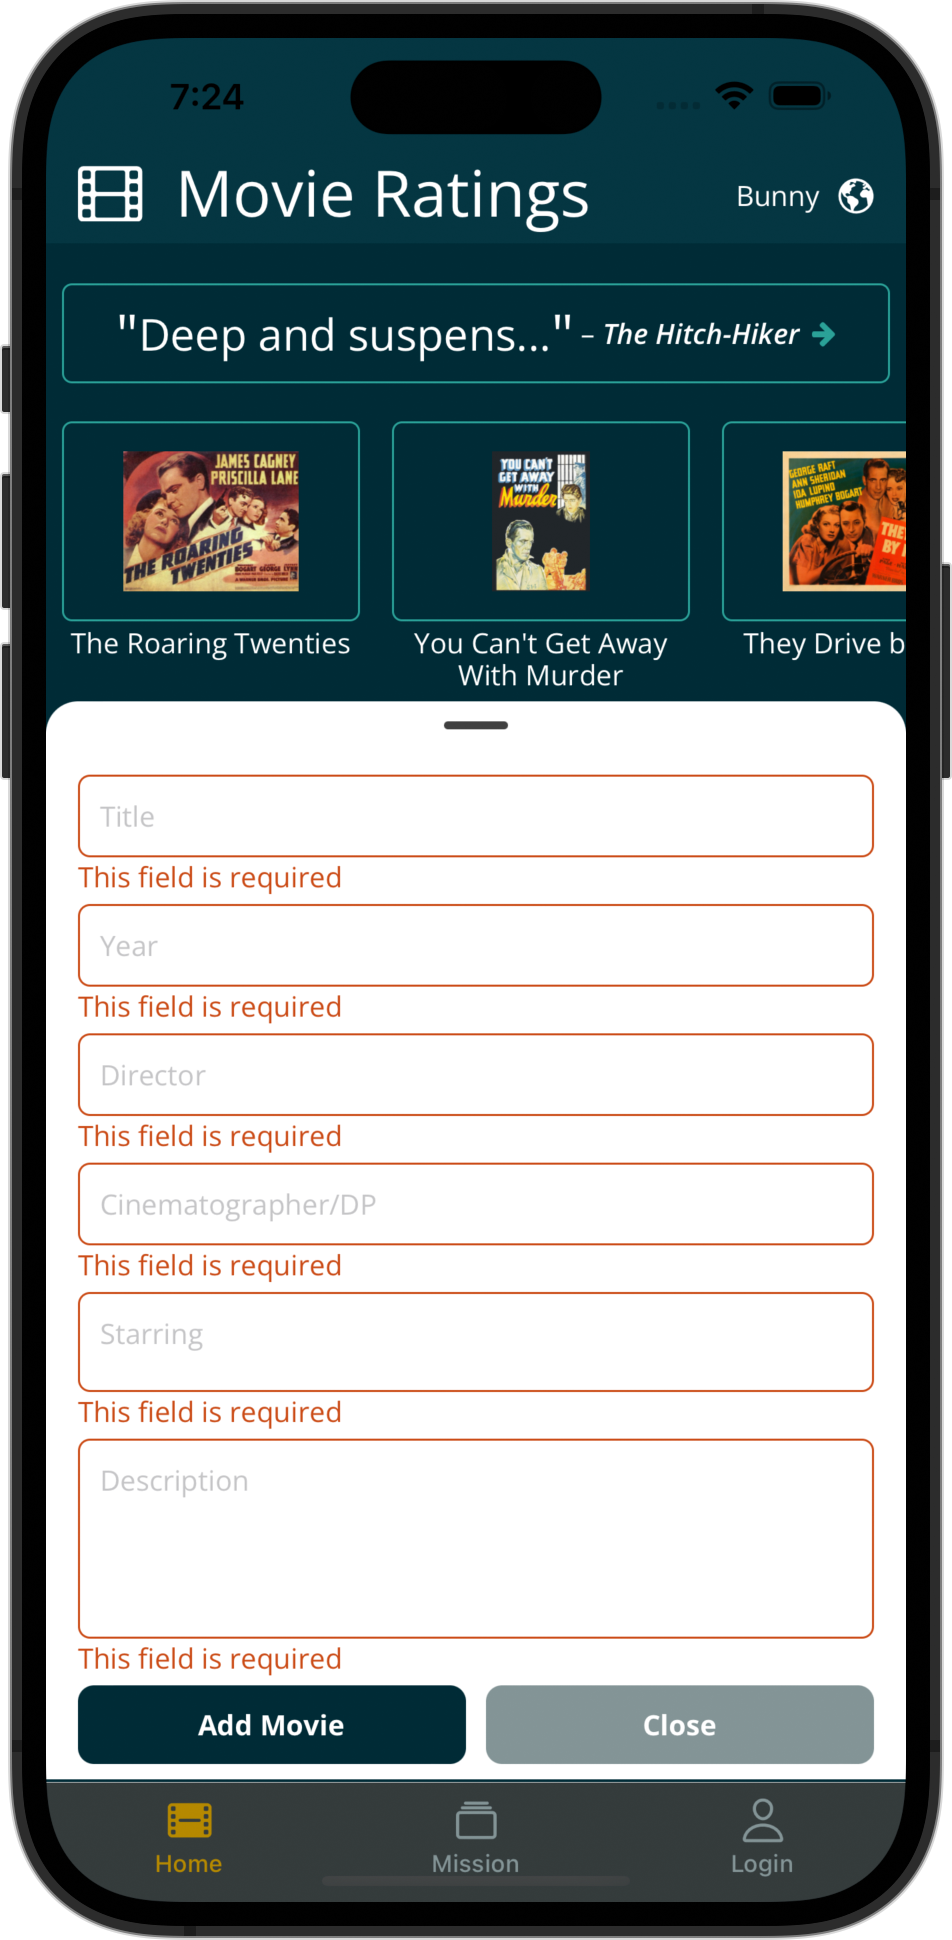 7:24
Movie Ratings
Bunny
"Deep and suspens..." – The Hitch-Hiker
JAMES CAGNEY
PRISCILLA LANE
THE ROARING
TWENTIES
YOU CAN'T
GET AWAY
WITH
Murder
GEORGE RAFT
ANN SHERIDAN
IDA LUPINO
HUMPHREY BOGART
The Roaring Twenties
You Can't Get Away
With Murder
They Drive b
Title
This field is required
Year
This field is required
Director
This field is required
Cinematographer/DP
This field is required
Starring
This field is required
Description
This field is required
Add Movie
Close
Home
Mission
Login